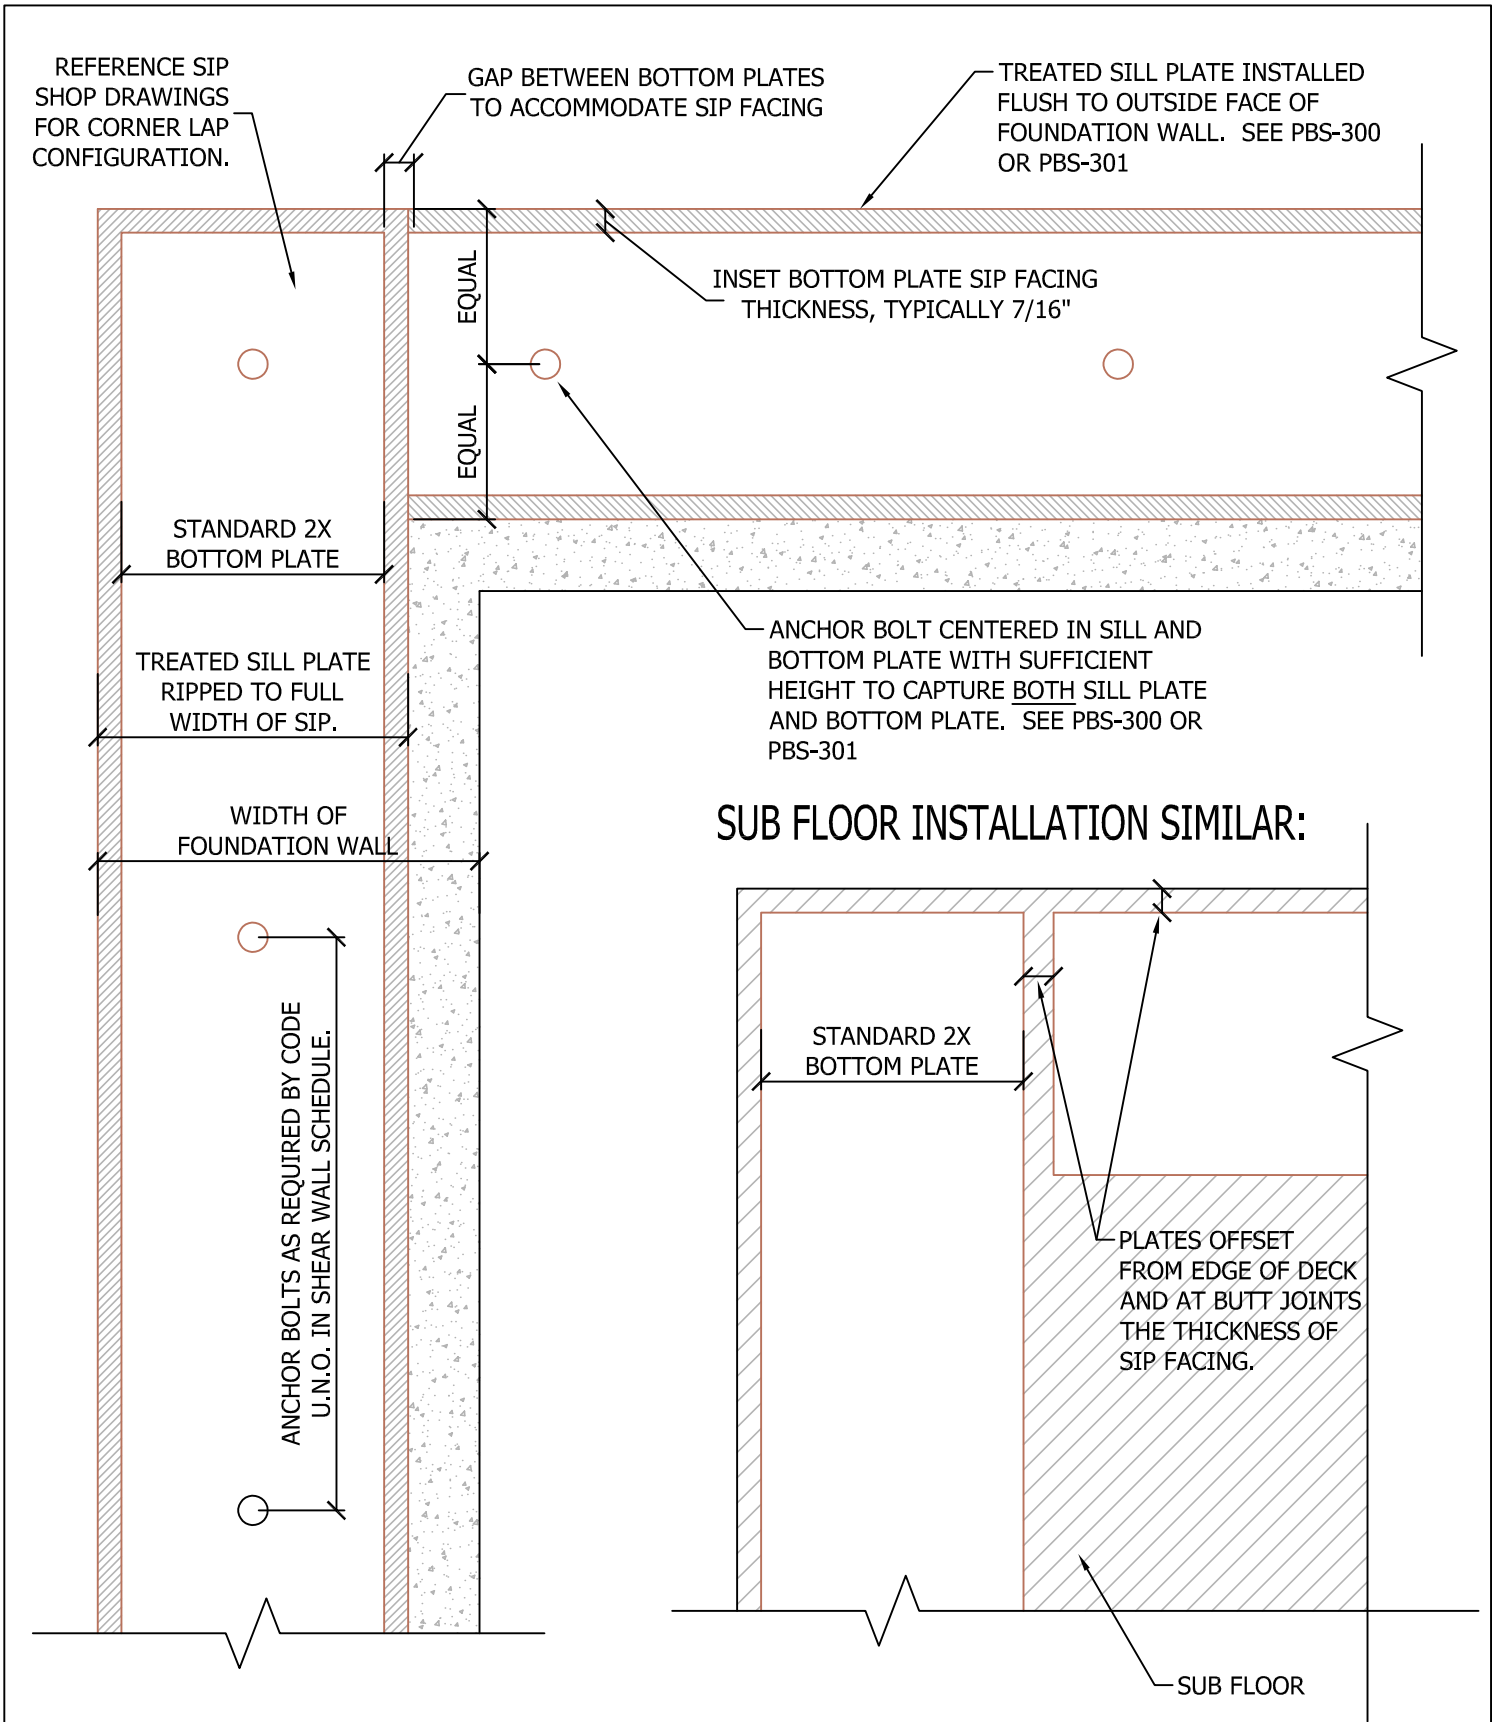 REFERENCE SIP
SHOP DRAWINGS
FOR CORNER LAP
CONFIGURATION.
GAP BETWEEN BOTTOM PLATES
TO ACCOMMODATE SIP FACING
TREATED SILL PLATE INSTALLED
FLUSH TO OUTSIDE FACE OF
FOUNDATION WALL.  SEE PBS-300
OR PBS-301
EQUAL
INSET BOTTOM PLATE SIP FACING
THICKNESS, TYPICALLY 7/16"
EQUAL
STANDARD 2X
BOTTOM PLATE
TREATED SILL PLATE
RIPPED TO FULL
WIDTH OF SIP.
ANCHOR BOLT CENTERED IN SILL AND
BOTTOM PLATE WITH SUFFICIENT
HEIGHT TO CAPTURE BOTH SILL PLATE
AND BOTTOM PLATE.  SEE PBS-300 OR
PBS-301
WIDTH OF
FOUNDATION WALL
SUB FLOOR INSTALLATION SIMILAR:
ANCHOR BOLTS AS REQUIRED BY CODE
U.N.O. IN SHEAR WALL SCHEDULE.
STANDARD 2X
BOTTOM PLATE
PLATES OFFSET
FROM EDGE OF DECK
AND AT BUTT JOINTS
THE THICKNESS OF
SIP FACING.
SUB FLOOR